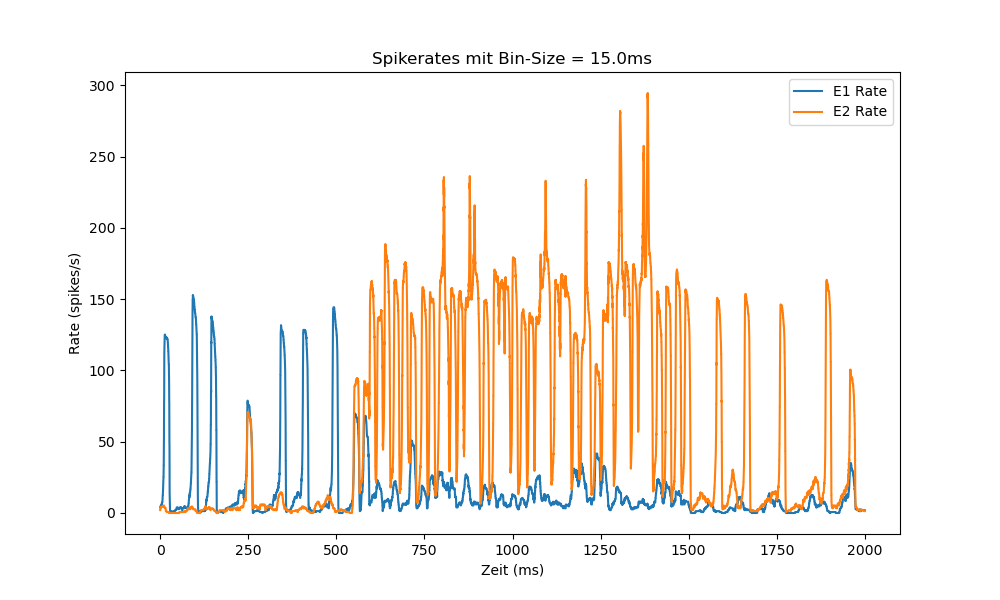 Spikerates mit Bin-Size = 15.0ms
E1 Rate
E2 Rate
Rate (spikes/s)
300
250
200
150
100
50
0
0 250 500 750 1000 1250 1500 1750 2000
Zeit (ms)